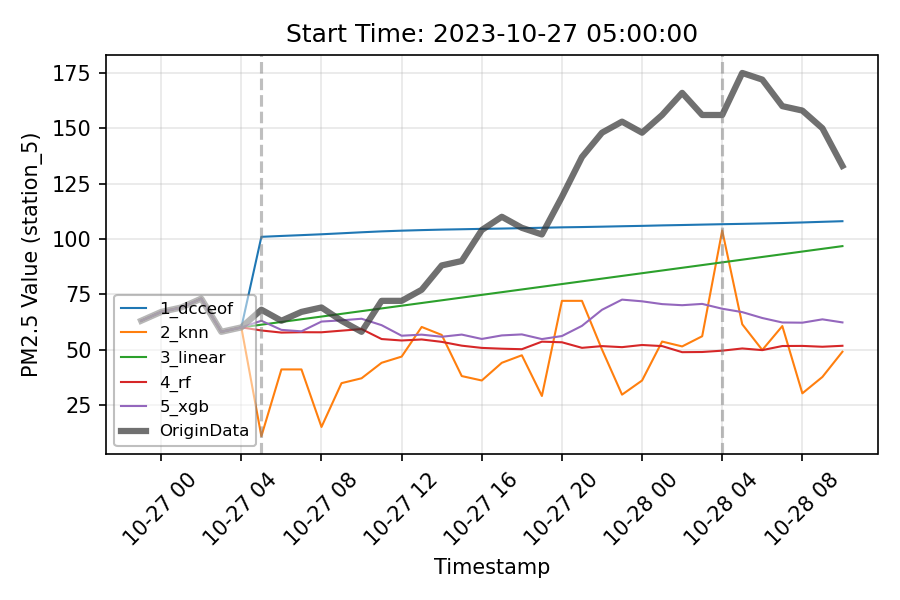 Start Time: 2023-10-27 05:00:00
PM2.5 Value (station_5)
175
150
125
100
75
50
25
1_dcceof
2_knn
3_linear
4_rf
5_xgb
OriginData
10-27 00
10-27 04
10-27 08
10-27 12
10-27 16
10-27 20
10-28 00
10-28 04
10-28 08
Timestamp